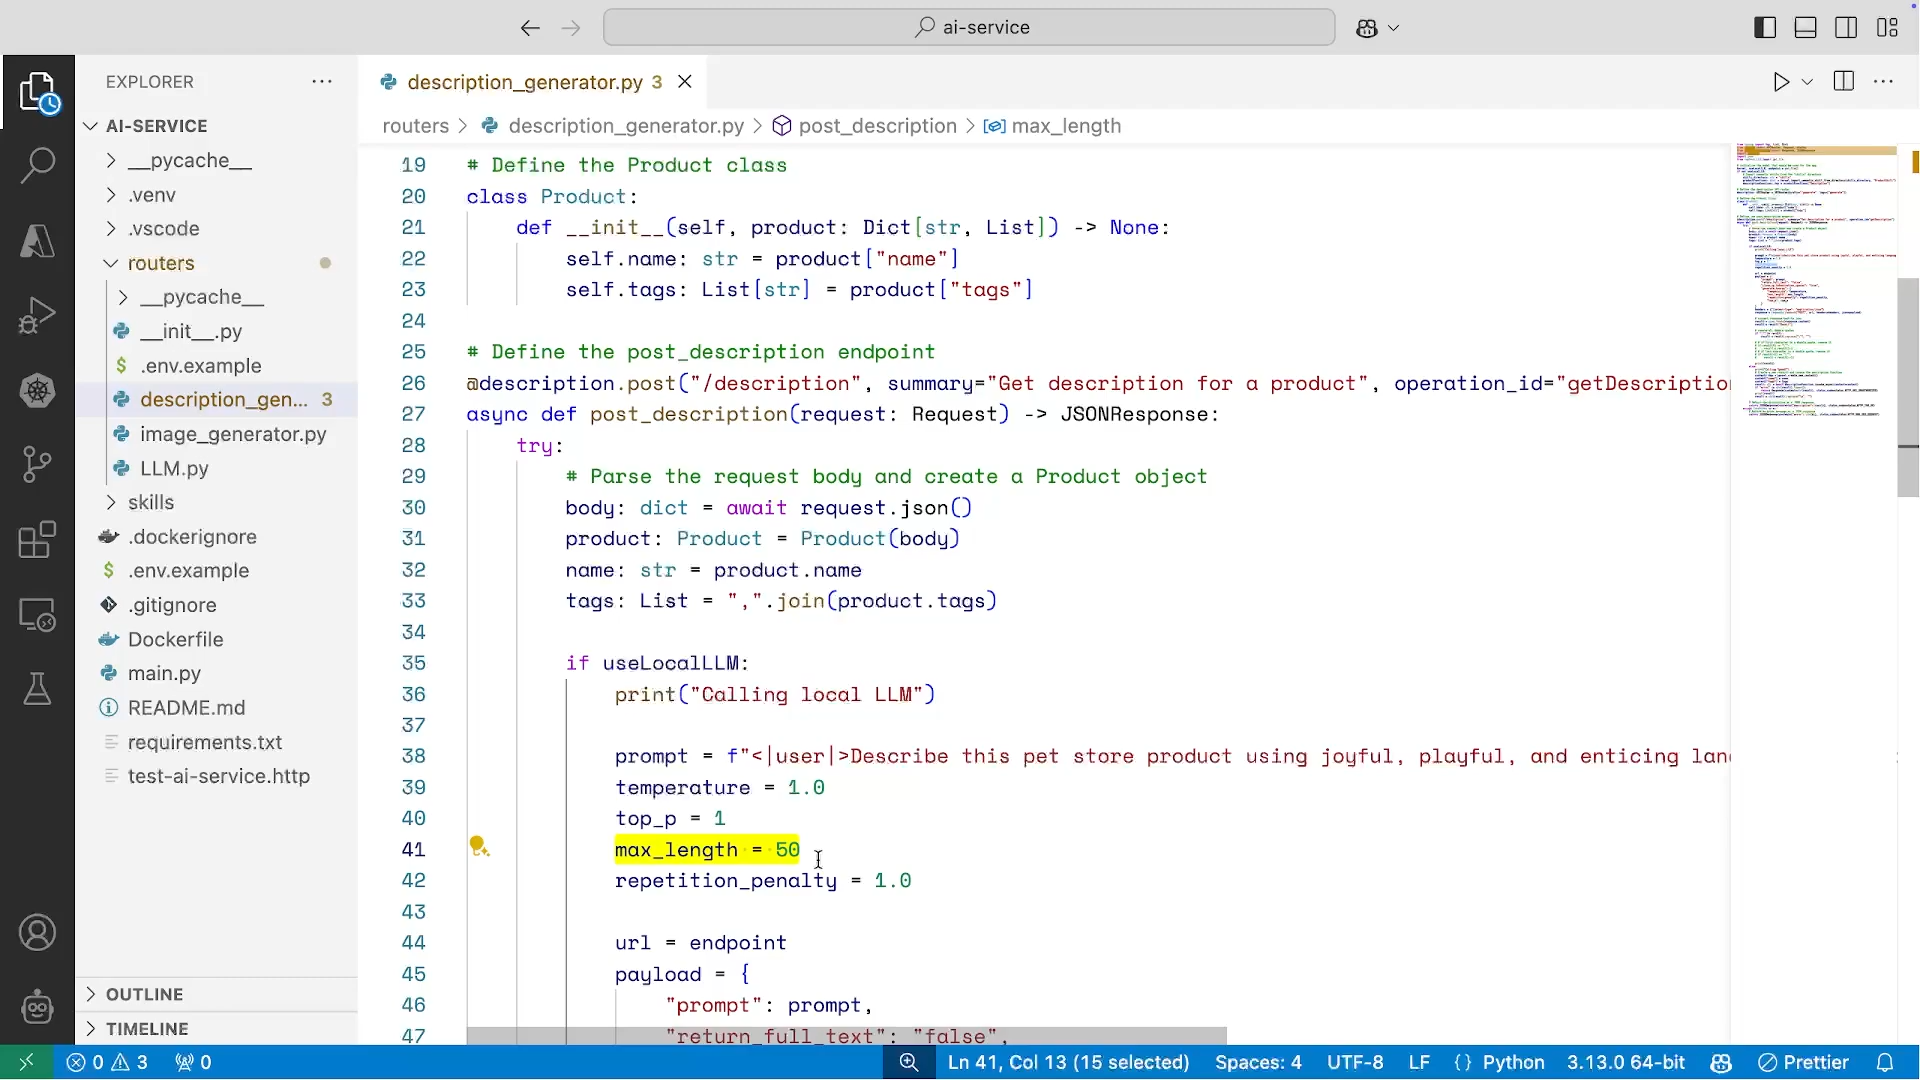 ai-service
EXPLORER
AI-SERVICE
__pycache__
.venv
.vscode
routers
__pycache__
__init__.py
.env.example
description_gen... 3
image_generator.py
LLM.py
skills
.dockerignore
.env.example
.gitignore
Dockerfile
main.py
README.md
requirements.txt
test-ai-service.http
OUTLINE
TIMELINE
description_generator.py 3
routers > description_generator.py > post_description > max_length
19 # Define the Product class
20 class Product:
21 def __init__(self, product: Dict[str, List]) -> None:
22 self.name: str = product["name"]
23 self.tags: List[str] = product["tags"]
24
25 # Define the post_description endpoint
26 @description.post("/description", summary="Get description for a product", operation_id="getDescriptio
27 async def post_description(request: Request) -> JSONResponse:
28 try:
29 # Parse the request body and create a Product object
30 body: dict = await request.json()
31 product: Product = Product(body)
32 name: str = product.name
33 tags: List = ",".join(product.tags)
34
35 if useLocalLLM:
36 print("Calling local LLM")
37
38 prompt = f"<|user|>Describe this pet store product using joyful, playful, and enticing lan
39 temperature = 1.0
40 top_p = 1
41 max_length = 50
42 repetition_penalty = 1.0
43
44 url = endpoint
45 payload = {
46 "prompt": prompt,
47 "return_full_text": "false",
0 3 0 Ln 41, Col 13 (15 selected) Spaces: 4 UTF-8 LF {} Python 3.13.0 64-bit Prettier